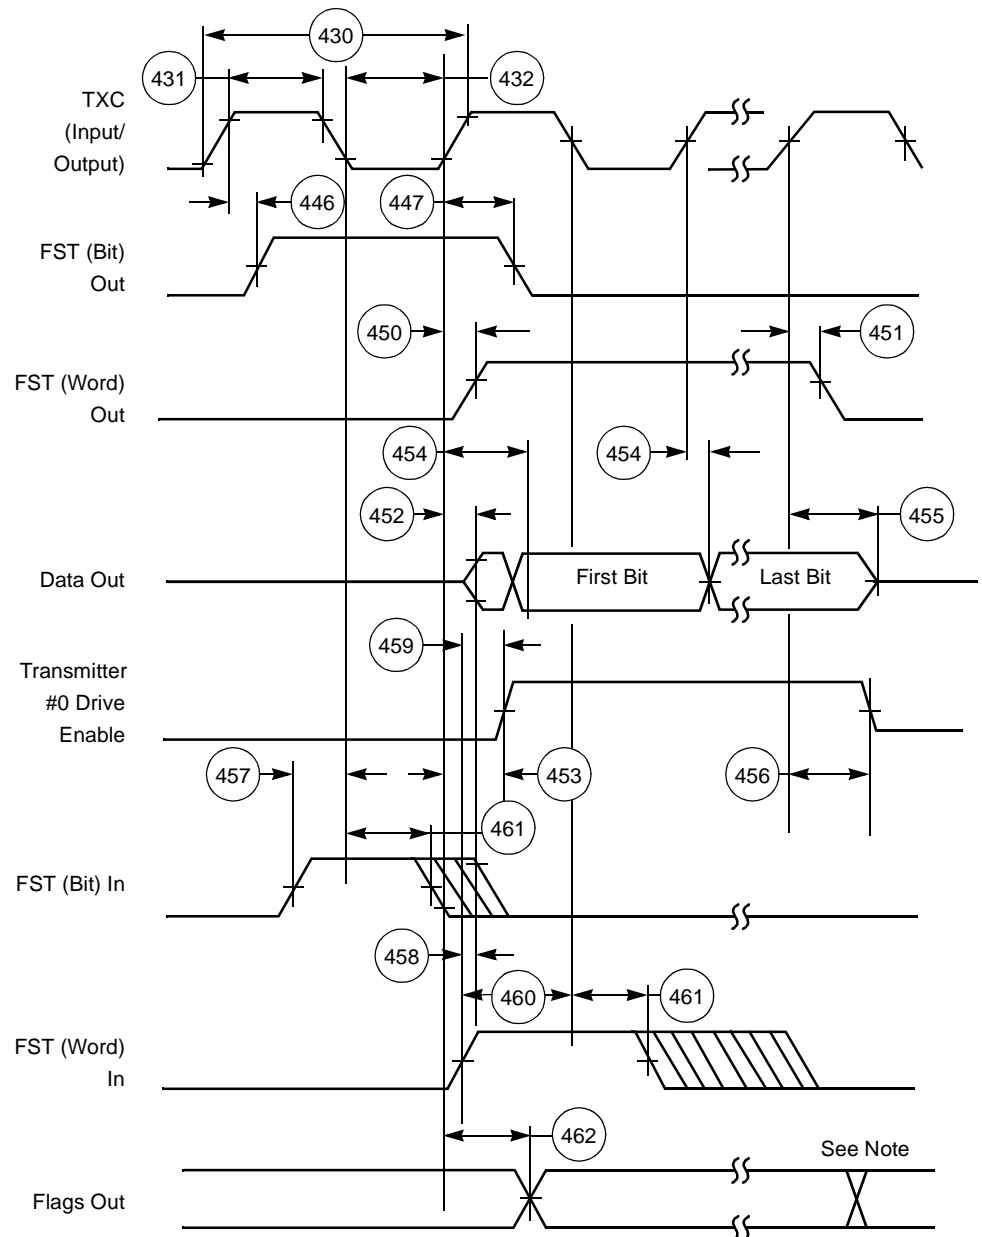 430
431
432
TXC
(Input/
Output)
446
447
FST (Bit)
Out
450
451
FST (Word)
Out
454
454
452
455
Data Out
First Bit
Last Bit
459
Transmitter
#0 Drive
Enable
457
453
456
461
FST (Bit) In
458
460
461
FST (Word)
In
462
See Note
Flags Out